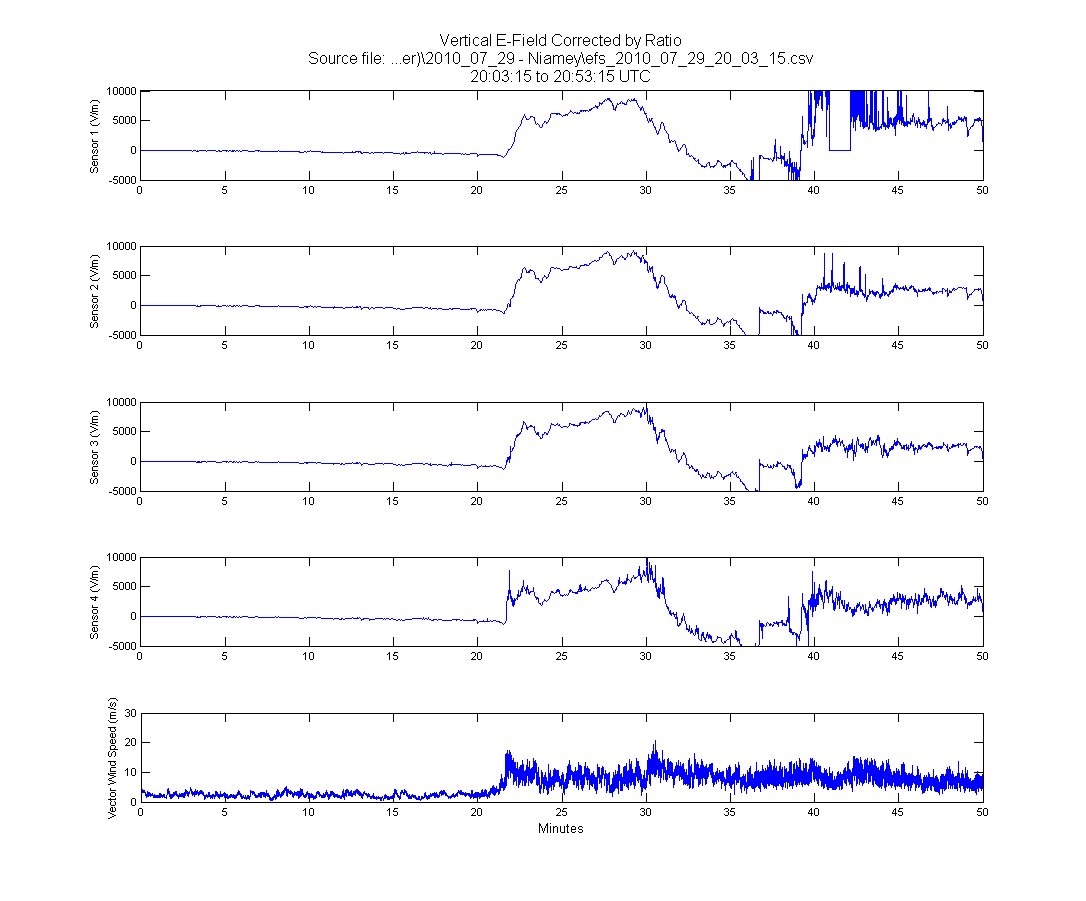 Vertical E-Field Corrected by Ratio
Source file: ...er)\2010_07_29 - Niamey\efs_2010_07_29_20_03_15.csv
20:03:15 to 20:53:15 UTC
Sensor 1 (V/m)
10000
5000
0
-5000
0 5 10 15 20 25 30 35 40 45 50
Sensor 2 (V/m)
10000
5000
0
-5000
0 5 10 15 20 25 30 35 40 45 50
Sensor 3 (V/m)
10000
5000
0
-5000
0 5 10 15 20 25 30 35 40 45 50
Sensor 4 (V/m)
10000
5000
0
-5000
0 5 10 15 20 25 30 35 40 45 50
Vector Wind Speed (m/s)
30
20
10
0
0 5 10 15 20 25 30 35 40 45 50
Minutes